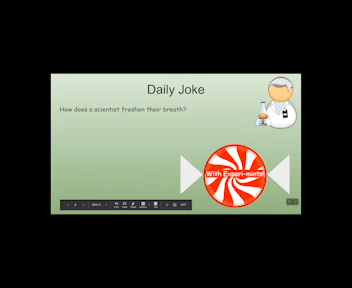 Daily Joke
How does a scientist freshen their breath?
With Experi-mints!